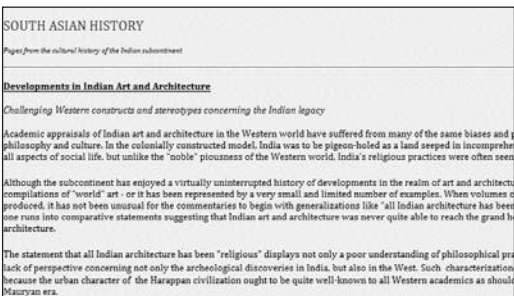 SOUTH ASIAN HISTORY
Pages from the cultural history of the Indian subcontinent
Developments in Indian Art and Architecture
Challenging Western constructs and stereotypes concerning the Indian legacy
Academic appraisals of Indian art and architecture in the Western world have suffered from many of the same biases and
philosophy and culture. In the colonially constructed model, India was to be pigeon-holed as a land seeped in
all aspects of social life. but unlike the "noble" piousness of the Western world, India's religious practices were often seen
Although the subcontinent has enjoyed a virtually uninterrupted history of developments in the realm of art and
compilations of "world" art - or it has been represented by a very small and limited number of examples. When volumes
produced, it has not been unusual for the commentaries to begin with generalizations like "all Indian architecture has been
one runs into comparative statements suggesting that Indian art and architecture was never quite able to reach the grand
architecture.
The statement that all Indian architecture has been "religious" displays not only a poor understanding of philosophical
lack of perspective concerning not only the archeological discoveries in India, but also in the West. Such
because the urban character of the Harappan civilization ought to be quite well-known to all Western academics as
Mauryan era.